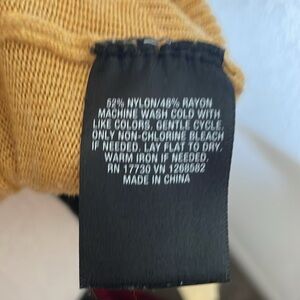 52% NYLON/48% RAYON
MACHINE WASH COLD WITH
LIKE COLORS, GENTLE CYCLE.
ONLY NON-CHLORINE BLEACH
IF NEEDED. LAY FLAT TO DRY.
WARM IRON IF NEEDED.
RN 17730 VN 1268582
MADE IN CHINA